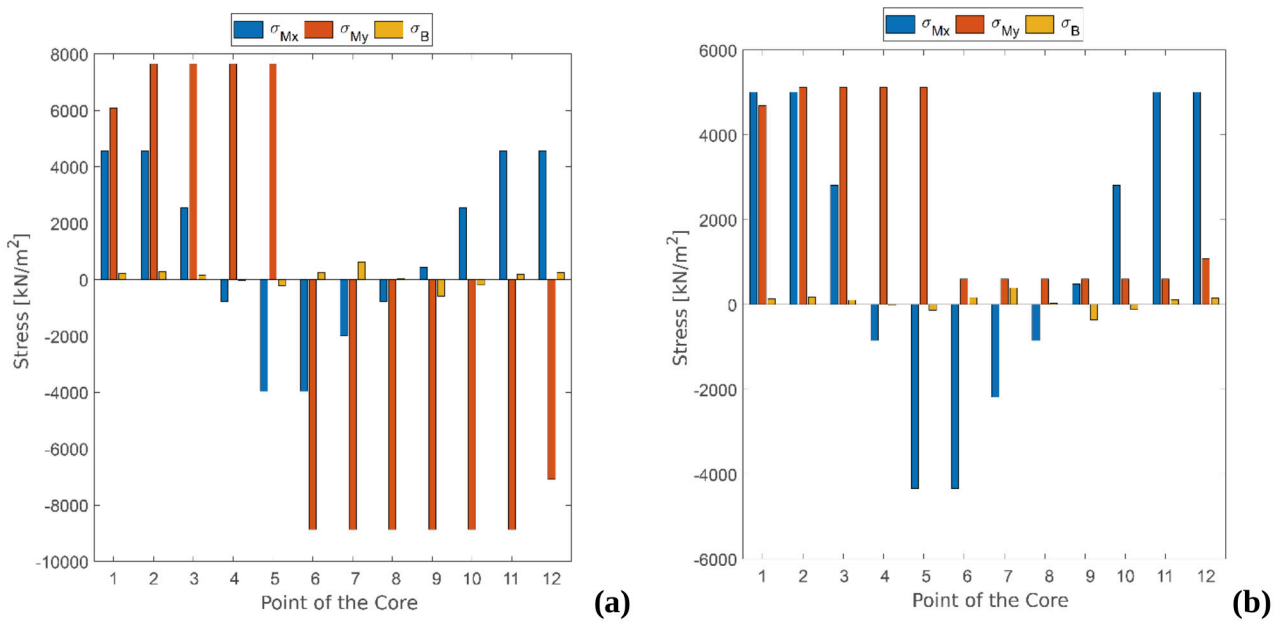 σMx σMy σB
8000
6000
4000
2000
0
-2000
-4000
-6000
-8000
-10000
Stress [kN/m²]
1 2 3 4 5 6 7 8 9 10 11 12
Point of the Core
(a)
σMx σMy σB
6000
4000
2000
0
-2000
-4000
-6000
Stress [kN/m²]
1 2 3 4 5 6 7 8 9 10 11 12
Point of the Core
(b)